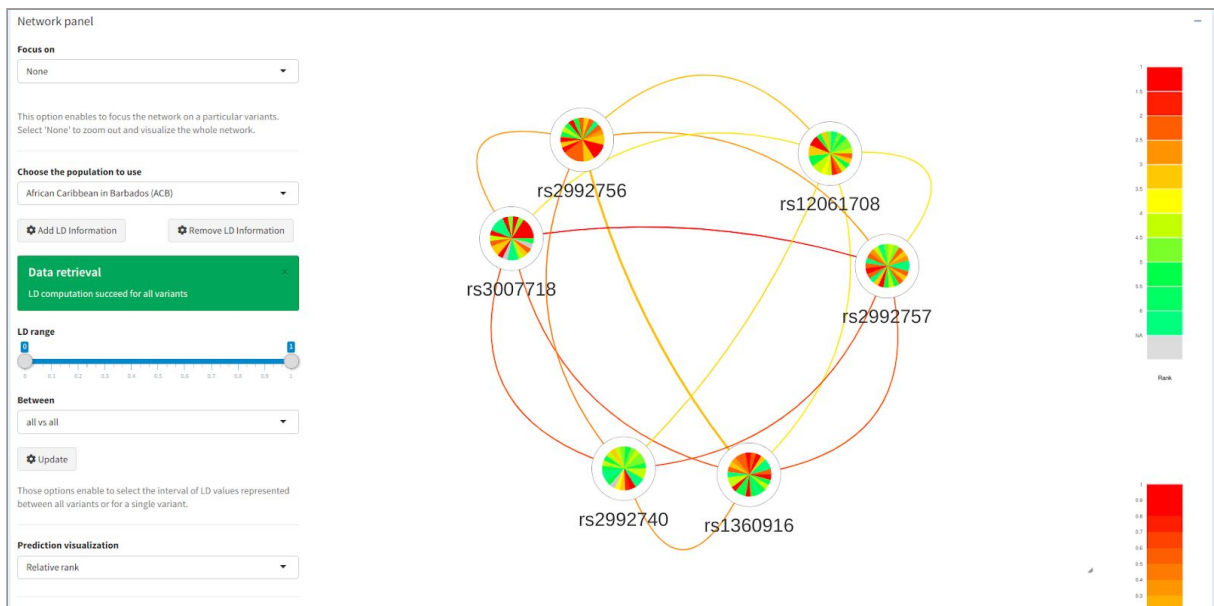 Network panel
Focus on
None
This option enables to focus the network on a particular variants.
Select 'None' to zoom out and visualize the whole network.
Choose the population to use
African Caribbean in Barbados (ACB)
Add LD Information
Remove LD Information
Data retrieval
×
LD computation succeed for all variants
LD range
0
1
0 0.1 0.2 0.3 0.4 0.5 0.6 0.7 0.8 0.9 1
Between
all vs all
Update
Those options enable to select the interval of LD values represented
between all variants or for a single variant.
Prediction visualization
Relative rank
rs2992756
rs12061708
rs3007718
rs2992757
rs2992740
rs1360916
1
1.5
2
2.5
3
3.5
4
4.5
5
5.5
6
NA
Rank
1
0.9
0.8
0.7
0.6
0.5
0.4
0.3